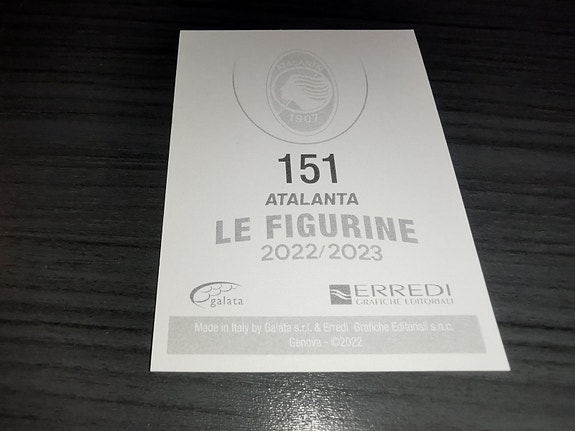 ATALANTA
1907
151
ATALANTA
LE FIGURINE
2022/2023
galata
ERREDI
GRAFICHE EDITORIALI
Made in Italy by Galata s.r.l. & Erredi Grafiche Editoriali s.n.c.
Genova - ©2022